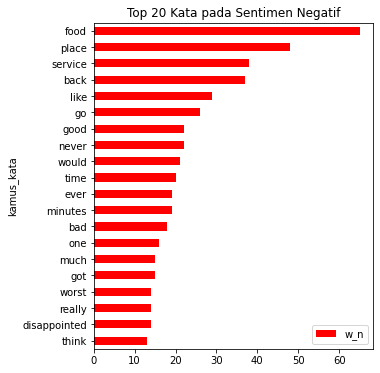 Top 20 Kata pada Sentimen Negatif
kamus_kata
food
place
service
back
like
go
good
never
would
time
ever
minutes
bad
one
much
got
worst
really
disappointed
think
w_n
0 10 20 30 40 50 60